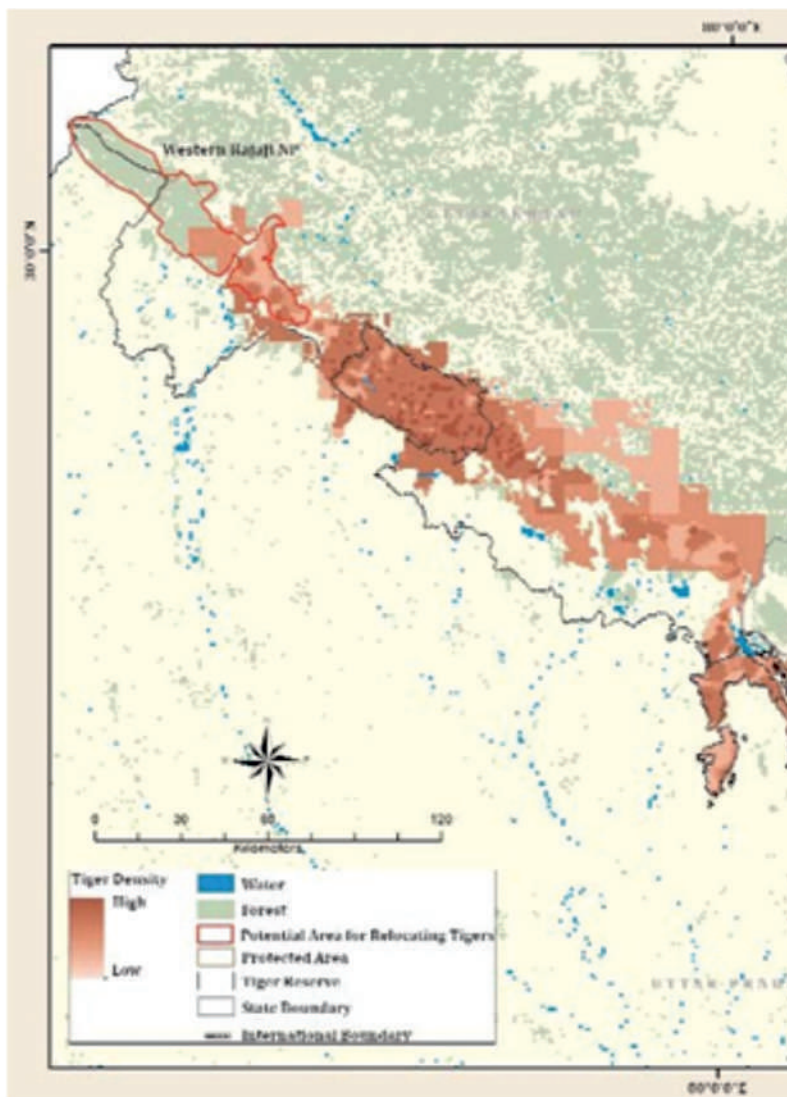 Western Rajaji NP
0 30 60 120
Kilometers
Tiger Density
High
Low
Water
Forest
Potential Area for Relocating Tigers
Protected Area
Tiger Reserve
State Boundary
International Boundary